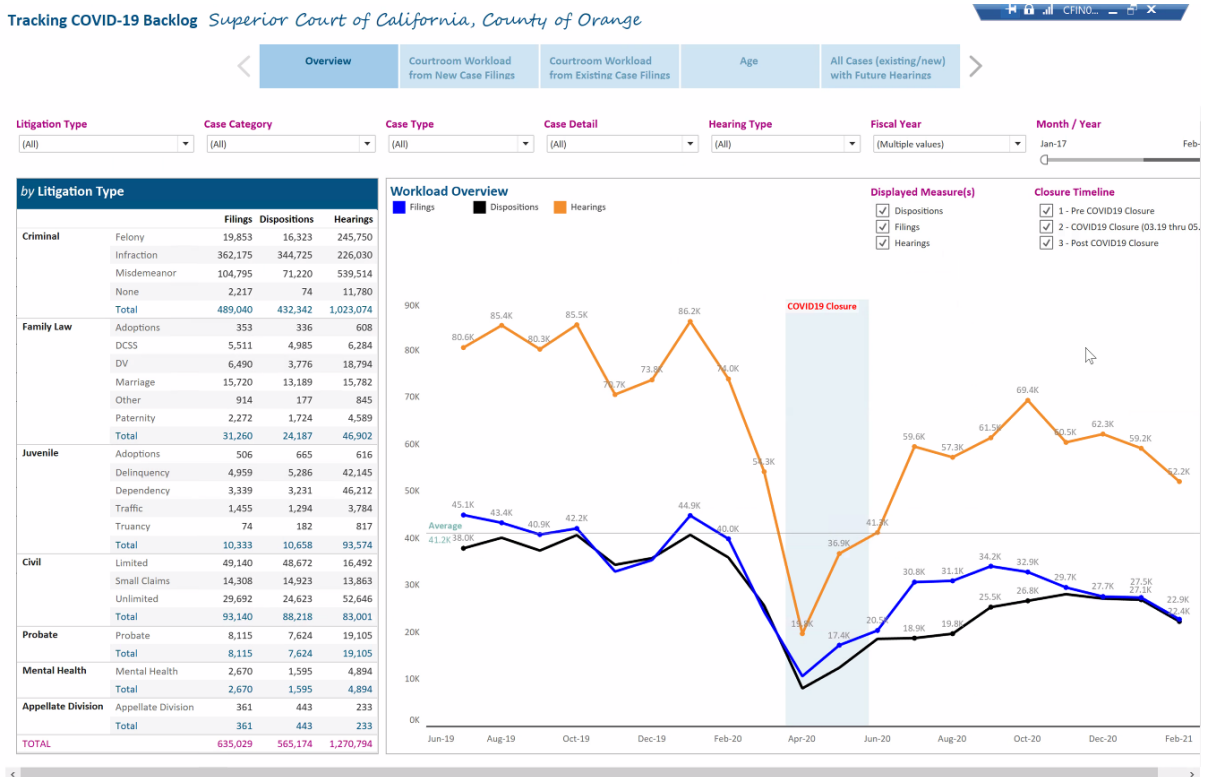 Tracking COVID-19 Backlog Superior Court of California, County of Orange
CFIN0...
Overview
Courtroom Workload from New Case Filings
Courtroom Workload from Existing Case Filings
Age
All Cases (existing/new) with Future Hearings
Litigation Type Case Category Case Type Case Detail Hearing Type Fiscal Year Month / Year
(All) (All) (All) (All) (All) (Multiple values) Jan-17 Feb-
by Litigation Type
Filings Dispositions Hearings
Criminal Felony 19,853 16,323 245,750
Infraction 362,175 344,725 226,030
Misdemeanor 104,795 71,220 539,514
None 2,217 74 11,780
Total 489,040 432,342 1,023,074
Family Law Adoptions 353 336 608
DCSS 5,511 4,985 6,284
DV 6,490 3,776 18,794
Marriage 15,720 13,189 15,782
Other 914 177 845
Paternity 2,272 1,724 4,589
Total 31,260 24,187 46,902
Juvenile Adoptions 506 665 616
Delinquency 4,959 5,286 42,145
Dependency 3,339 3,231 46,212
Traffic 1,455 1,294 3,784
Truancy 74 182 817
Total 10,333 10,658 93,574
Civil Limited 49,140 48,672 16,492
Small Claims 14,308 14,923 13,863
Unlimited 29,692 24,623 52,646
Total 93,140 88,218 83,001
Probate Probate 8,115 7,624 19,105
Total 8,115 7,624 19,105
Mental Health Mental Health 2,670 1,595 4,894
Total 2,670 1,595 4,894
Appellate Division Appellate Division 361 443 233
Total 361 443 233
TOTAL 635,029 565,174 1,270,794
Workload Overview
Filings Dispositions Hearings
Displayed Measure(s)
Dispositions
Filings
Hearings
Closure Timeline
1 - Pre COVID19 Closure
2 - COVID19 Closure (03.19 thru 05.
3 - Post COVID19 Closure
COVID19 Closure
90K
80K
70K
60K
50K
40K
30K
20K
10K
0K
80.6K 85.4K 80.3K 85.5K 70.7K 73.8K 86.2K 74.0K 54.3K 36.9K 59.6K 57.3K 61.5K 69.4K 60.5K 62.3K 59.2K 52.2K
45.1K 43.4K 40.9K 42.2K 44.9K 40.0K 17.4K 20.5K 30.8K 31.1K 34.2K 32.9K 29.7K 27.7K 27.5K 22.9K
Average
41.2K 38.0K
18.9K 19.8K 25.5K 26.8K 27.1K 22.4K
Jun-19 Aug-19 Oct-19 Dec-19 Feb-20 Apr-20 Jun-20 Aug-20 Oct-20 Dec-20 Feb-21